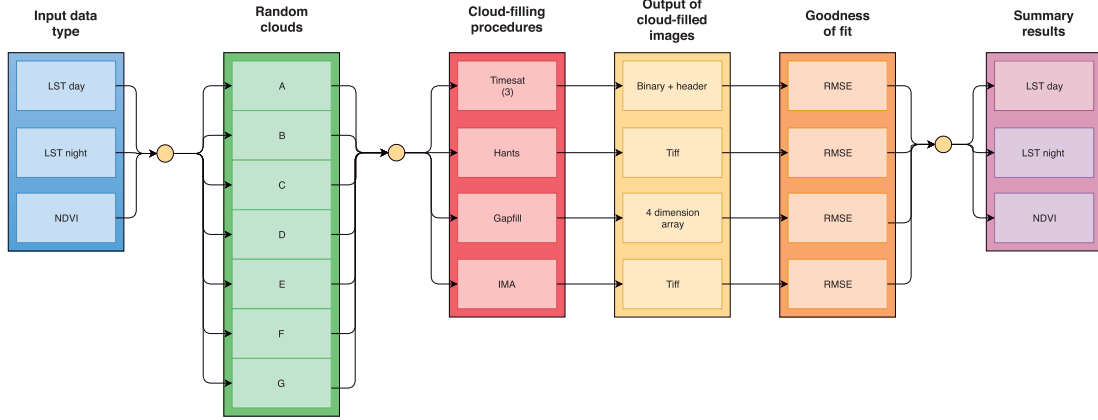 Input data
type
Random
clouds
Cloud-filling
procedures
Output of
cloud-filled
images
Goodness
of fit
Summary
results
LST day
LST night
NDVI
A
B
C
D
E
F
G
Timesat
(3)
Hants
Gapfill
IMA
Binary + header
Tiff
4 dimension
array
Tiff
RMSE
RMSE
RMSE
RMSE
LST day
LST night
NDVI